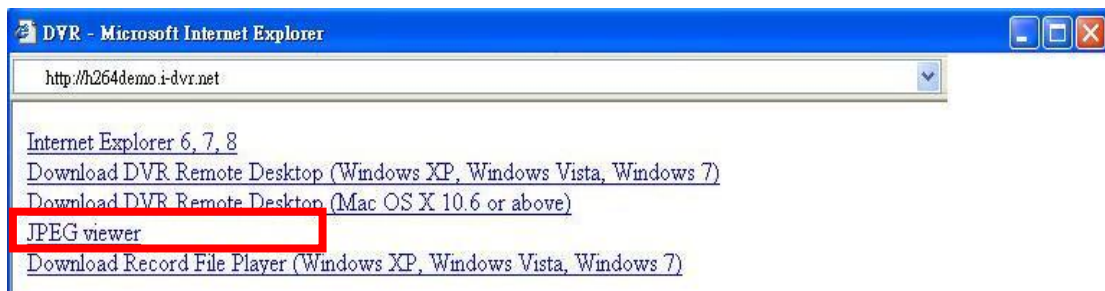 DVR - Microsoft Internet Explorer
http://h264demo.i-dvr.net
Internet Explorer 6, 7, 8
Download DVR Remote Desktop (Windows XP, Windows Vista, Windows 7)
Download DVR Remote Desktop (Mac OS X 10.6 or above)
JPEG viewer
Download Record File Player (Windows XP, Windows Vista, Windows 7)